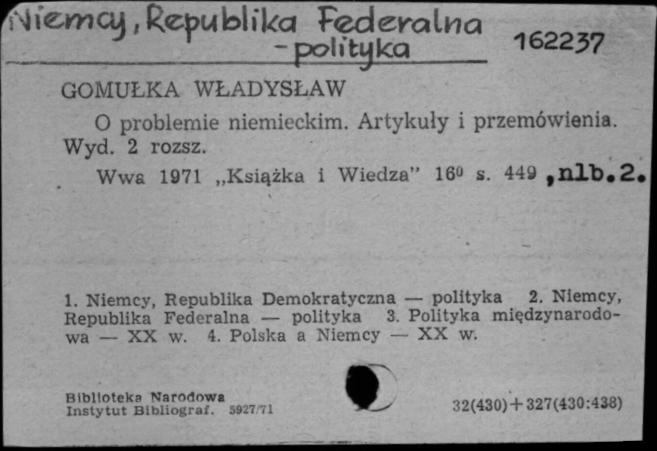 Niemcy, Republika Federalna
- polityka
162237
GOMUŁKA WŁADYSŁAW
O problemie niemieckim. Artykuły i przemówienia.
Wyd. 2 rozsz.
Wwa 1971 „Książka i Wiedza” 16⁰ s. 449 , nlb. 2.
1. Niemcy, Republika Demokratyczna — polityka 2. Niemcy,
Republika Federalna — polityka 3. Polityka międzynarodo-
wa — XX w. 4. Polska a Niemcy — XX w.
Biblioteka Narodowa
Instytut Bibliograf. 5927/71
32(430)+327(430:438)